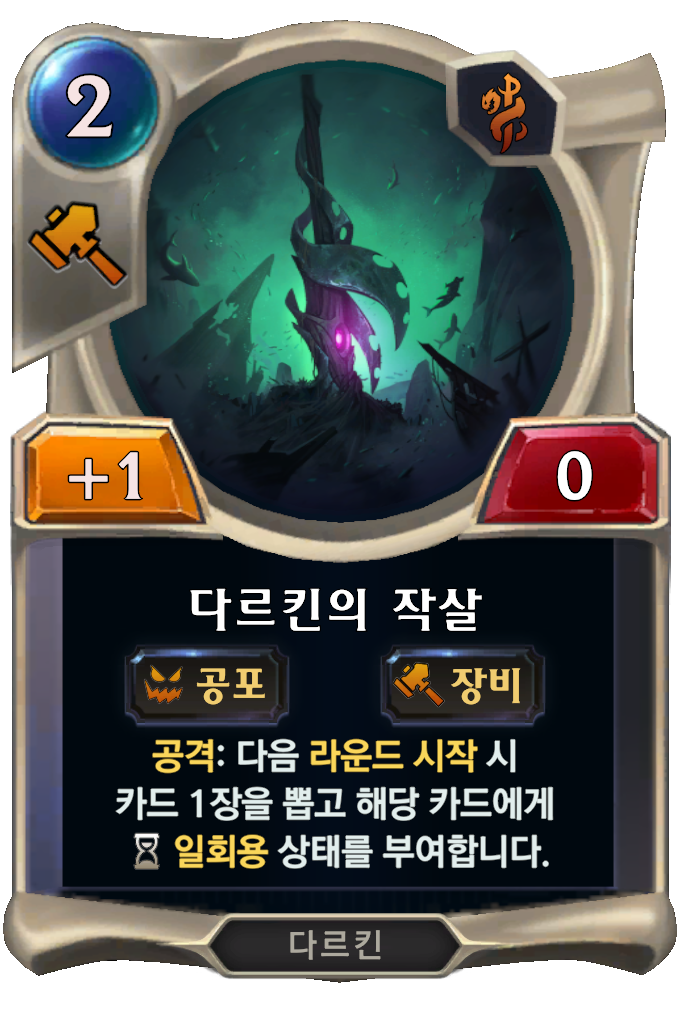 2
+1
0
다르킨의 작살
공포 장비
공격: 다음 라운드 시작 시
카드 1장을 뽑고 해당 카드에게
일회용 상태를 부여합니다.
다르킨